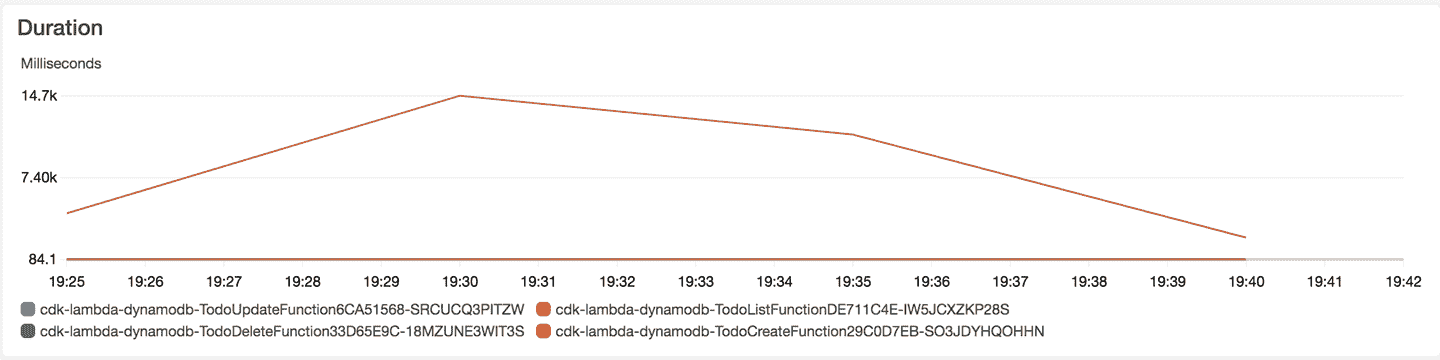 Duration
Milliseconds
14.7k
7.40k
84.1
19:25 19:26 19:27 19:28 19:29 19:30 19:31 19:32 19:33 19:34 19:35 19:36 19:37 19:38 19:39 19:40 19:41 19:42
cdk-lambda-dynamodb-TodoUpdateFunction6CA51568-SRCUCQ3PITZW cdk-lambda-dynamodb-TodoListFunctionDE711C4E-IW5JCXZKP28S
cdk-lambda-dynamodb-TodoDeleteFunction33D65E9C-18MZUNE3WIT3S cdk-lambda-dynamodb-TodoCreateFunction29C0D7EB-SO3JDYHQOHHN